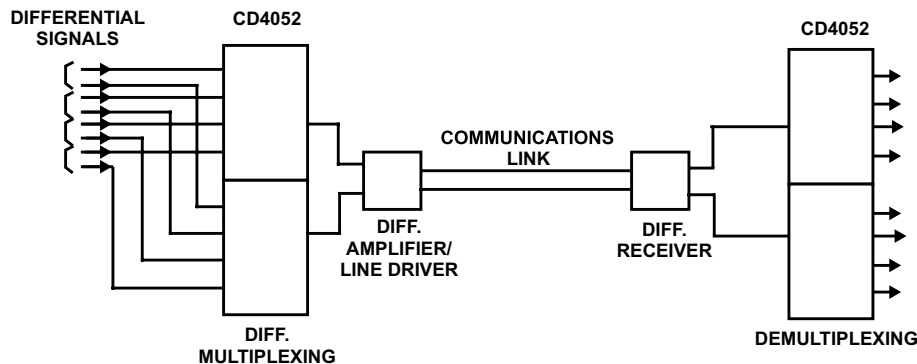 DIFFERENTIAL
SIGNALS
CD4052
CD4052
COMMUNICATIONS
LINK
DIFF.
AMPLIFIER/
LINE DRIVER
DIFF.
RECEIVER
DIFF.
MULTIPLEXING
DEMULTIPLEXING